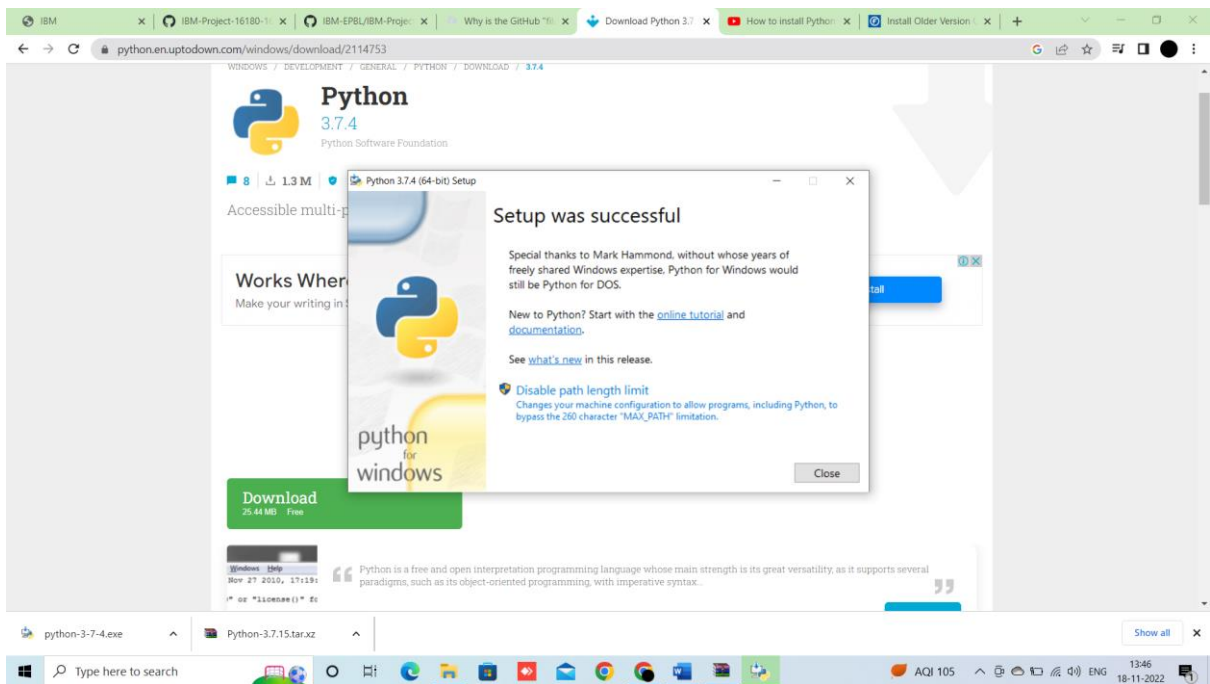 IBM
IBM-Project-16180-1
IBM-EPBL/IBM-Projec
Why is the GitHub "fil
Download Python 3.7
How to install Python
Install Older Version
python.en.uptodown.com/windows/download/2114753
WINDOWS / DEVELOPMENT / GENERAL / PYTHON / DOWNLOAD / 3.7.4
Python
3.7.4
Python Software Foundation
8 1.3 M
Accessible multi-p
Python 3.7.4 (64-bit) Setup
Setup was successful
Special thanks to Mark Hammond, without whose years of
freely shared Windows expertise, Python for Windows would
still be Python for DOS.
New to Python? Start with the online tutorial and
documentation.
See what's new in this release.
Disable path length limit
Changes your machine configuration to allow programs, including Python, to
bypass the 260 character "MAX_PATH" limitation.
python
for
windows
Close
Works Wher
Make your writing in
tall
Download
25.44 MB Free
Windows Help
Nov 27 2010, 17:19:
" or "license()" fo
Python is a free and open interpretation programming language whose main strength is its great versatility, as it supports several
paradigms, such as its object-oriented programming, with imperative syntax...
python-3-7-4.exe
Python-3.7.15.tar.xz
Show all
Type here to search
AQI 105
ENG
13:46
18-11-2022